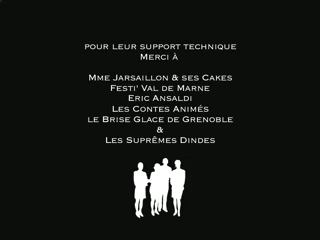 pour leur support technique
Merci à
Mme Jarsaillon & ses Cakes
Festi' Val de Marne
Eric Ansaldi
Les Contes Animés
le Brise Glace de Grenoble
&
Les Suprêmes Dindes